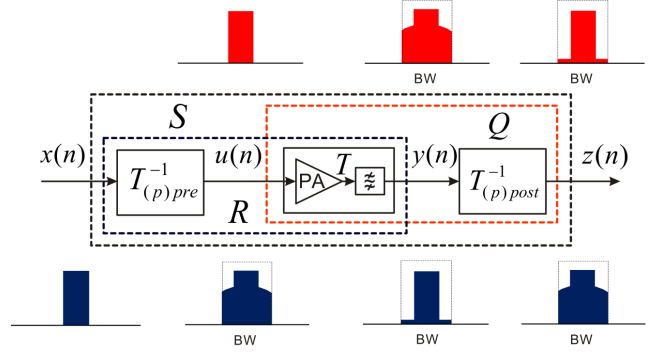 BW BW
S Q
x(n) T⁻¹₍ₚ₎ pre u(n) PA T y(n) T⁻¹₍ₚ₎ post z(n)
R
BW BW BW